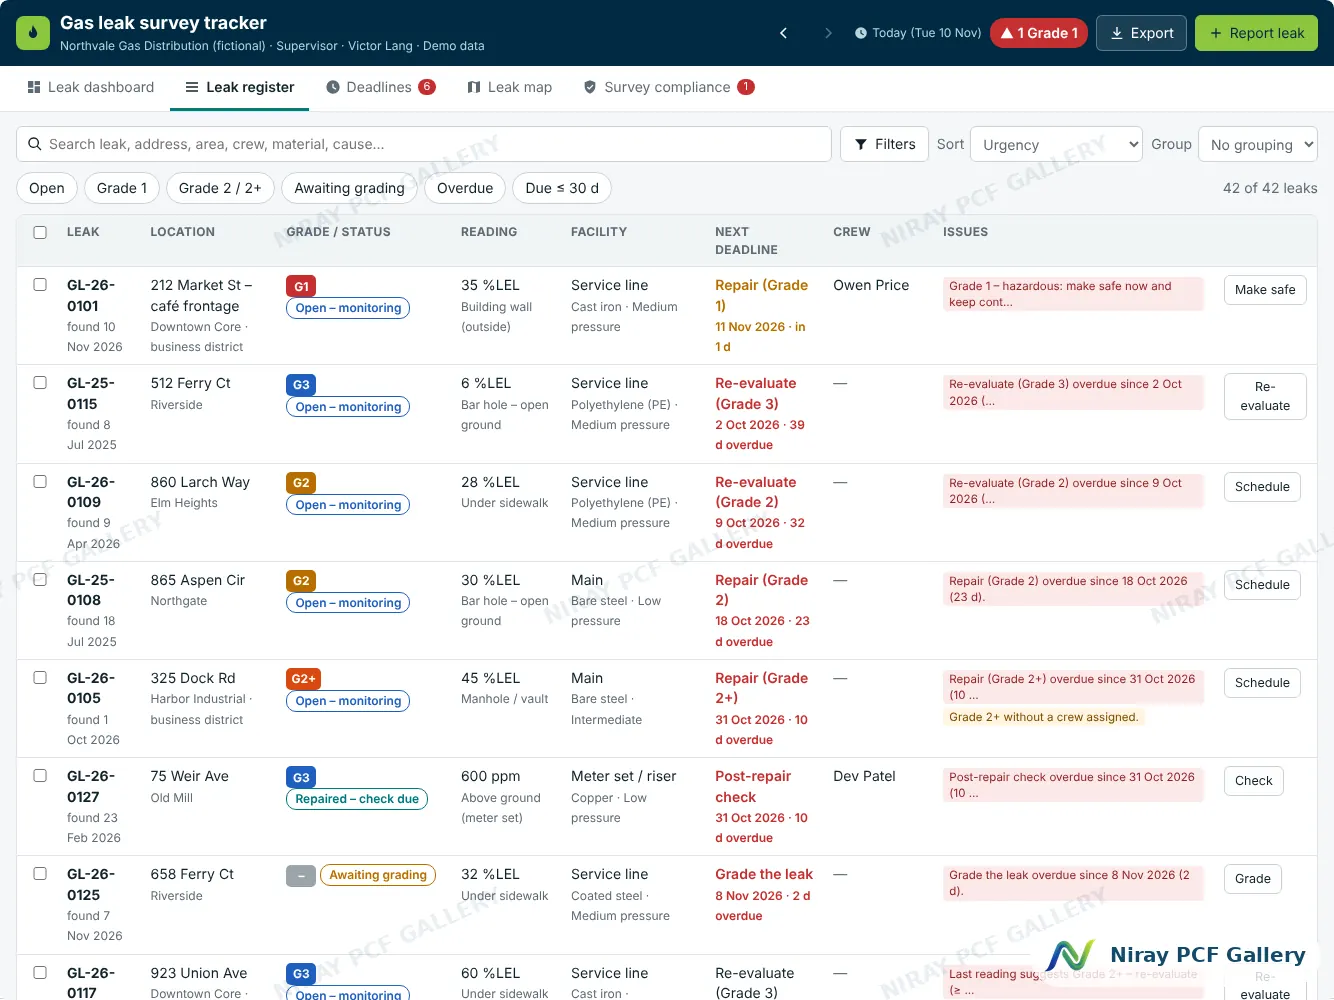 Gas leak survey tracker
Northvale Gas Distribution (fictional) · Supervisor · Victor Lang · Demo data
Today (Tue 10 Nov)
1 Grade 1
Export
Report leak
Leak dashboard
Leak register
Deadlines 6
Leak map
Survey compliance 1
Search leak, address, area, crew, material, cause...
Filters
Sort
Urgency
Group
No grouping
Open
Grade 1
Grade 2 / 2+
Awaiting grading
Overdue
Due ≤ 30 d
42 of 42 leaks
LEAK
LOCATION
GRADE / STATUS
READING
FACILITY
NEXT
DEADLINE
CREW
ISSUES
GL-26-
0101
found 10
Nov 2026
212 Market St –
café frontage
Downtown Core ·
business district
G1
Open – monitoring
35 %LEL
Building wall
(outside)
Service line
Cast iron · Medium
pressure
Repair (Grade
1)
11 Nov 2026 · in
1 d
Owen Price
Grade 1 – hazardous: make safe now and
keep cont...
Make safe
GL-25-
0115
found 8
Jul 2025
512 Ferry Ct
Riverside
G3
Open – monitoring
6 %LEL
Bar hole – open
ground
Service line
Polyethylene (PE) ·
Medium pressure
Re-evaluate
(Grade 3)
2 Oct 2026 · 39
d overdue
—
Re-evaluate (Grade 3) overdue since 2 Oct
2026 (...
Re-
evaluate
GL-26-
0109
found 9
Apr 2026
860 Larch Way
Elm Heights
G2
Open – monitoring
28 %LEL
Under sidewalk
Service line
Polyethylene (PE) ·
Medium pressure
Re-evaluate
(Grade 2)
9 Oct 2026 · 32
d overdue
—
Re-evaluate (Grade 2) overdue since 9 Oct
2026 (...
Schedule
GL-25-
0108
found 18
Jul 2025
865 Aspen Cir
Northgate
G2
Open – monitoring
30 %LEL
Bar hole – open
ground
Main
Bare steel · Low
pressure
Repair (Grade
2)
18 Oct 2026 · 23
d overdue
—
Repair (Grade 2) overdue since 18 Oct 2026
(23 d).
Schedule
GL-26-
0105
found 1
Oct 2026
325 Dock Rd
Harbor Industrial ·
business district
G2+
Open – monitoring
45 %LEL
Manhole / vault
Main
Bare steel ·
Intermediate
Repair (Grade
2+)
31 Oct 2026 · 10
d overdue
—
Repair (Grade 2+) overdue since 31 Oct 2026
(10 ...
Grade 2+ without a crew assigned.
Schedule
GL-26-
0127
found 23
Feb 2026
75 Weir Ave
Old Mill
G3
Repaired – check due
600 ppm
Above ground
(meter set)
Meter set / riser
Copper · Low
pressure
Post-repair
check
31 Oct 2026 · 10
d overdue
Dev Patel
Post-repair check overdue since 31 Oct 2026
(10 ...
Check
GL-26-
0125
found 7
Nov 2026
658 Ferry Ct
Riverside
–
Awaiting grading
32 %LEL
Under sidewalk
Service line
Coated steel ·
Medium pressure
Grade the leak
8 Nov 2026 · 2 d
overdue
—
Grade the leak overdue since 8 Nov 2026 (2
d).
Grade
GL-26-
0117
923 Union Ave
Downtown Core ·
G3
Open – monitoring
60 %LEL
Under sidewalk
Service line
Cast iron ·
Re-evaluate
(Grade 3)
—
Last reading suggests Grade 2+ – re-evaluate
(≥ ...
Re-
evaluate
Niray PCF Gallery
NIRAY PCF GALLERY